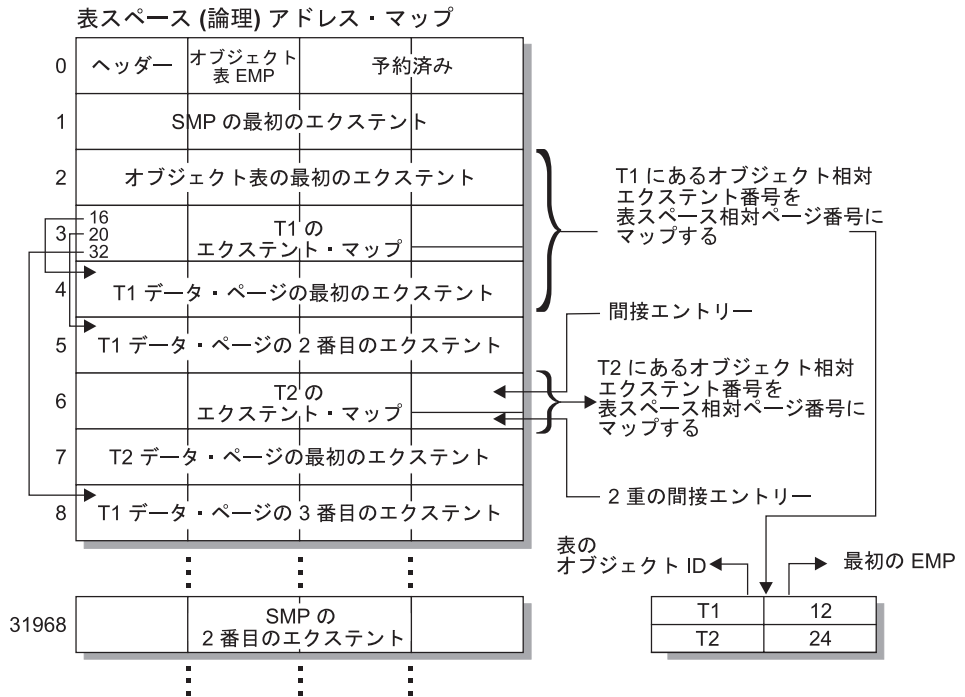 表スペース (論理) アドレス・マップ
0
ヘッダー
オブジェクト
表 EMP
予約済み
1
SMP の最初のエクステント
2
オブジェクト表の最初のエクステント
3
16
20
32
T1 の
エクステント・マップ
4
T1 データ・ページの最初のエクステント
5
T1 データ・ページの 2 番目のエクステント
6
T2 の
エクステント・マップ
7
T2 データ・ページの最初のエクステント
8
T1 データ・ページの 3 番目のエクステント
31968
SMP の
2 番目のエクステント
T1 にあるオブジェクト相対
エクステント番号を
表スペース相対ページ番号に
マップする
間接エントリー
T2 にあるオブジェクト相対
エクステント番号を
表スペース相対ページ番号に
マップする
2 重の間接エントリー
表の
オブジェクト ID
最初の EMP
T1 12
T2 24